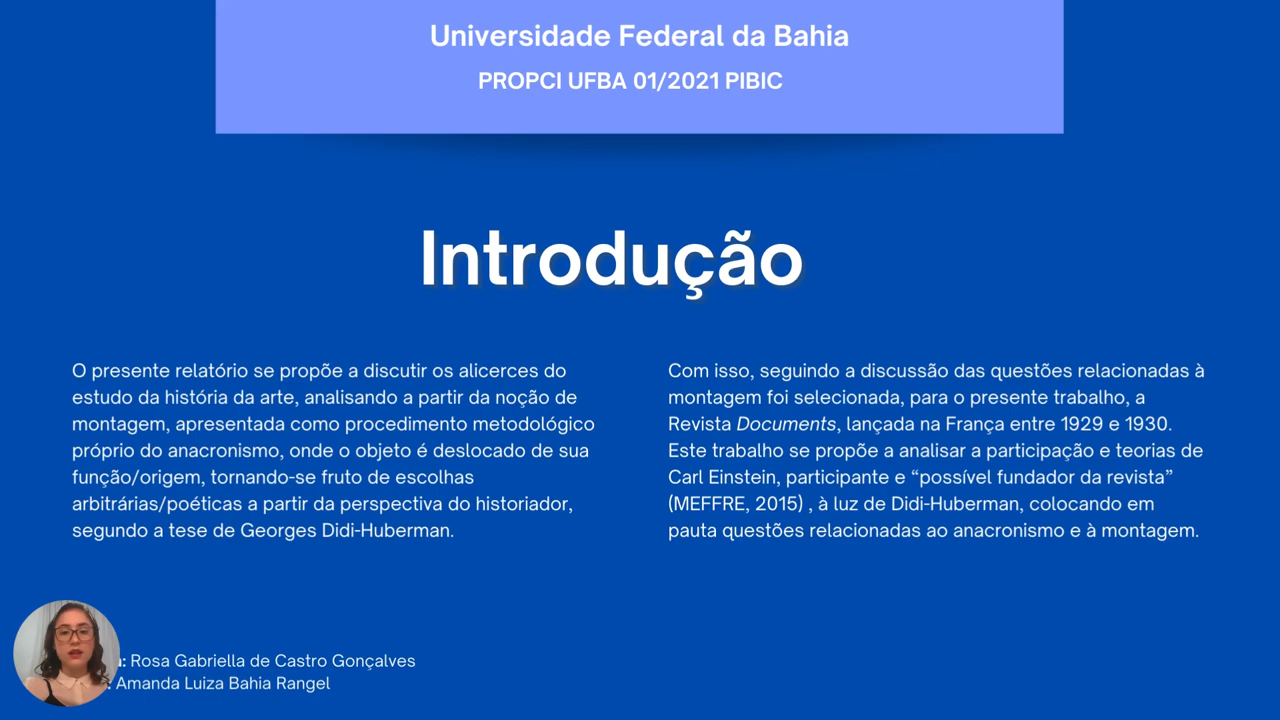 Universidade Federal da Bahia
PROPCI UFBA 01/2021 PIBIC
Introdução
O presente relatório se propõe a discutir os alicerces do
estudo da história da arte, analisando a partir da noção de
montagem, apresentada como procedimento metodológico
próprio do anacronismo, onde o objeto é deslocado de sua
função/origem, tornando-se fruto de escolhas
arbitrárias/poéticas a partir da perspectiva do historiador,
segundo a tese de Georges Didi-Huberman.
Com isso, seguindo a discussão das questões relacionadas à
montagem foi selecionada, para o presente trabalho, a
Revista Documents, lançada na França entre 1929 e 1930.
Este trabalho se propõe a analisar a participação e teorias de
Carl Einstein, participante e “possível fundador da revista”
(MEFFRE, 2015) , à luz de Didi-Huberman, colocando em
pauta questões relacionadas ao anacronismo e à montagem.
Rosa Gabriella de Castro Gonçalves
Amanda Luiza Bahia Rangel